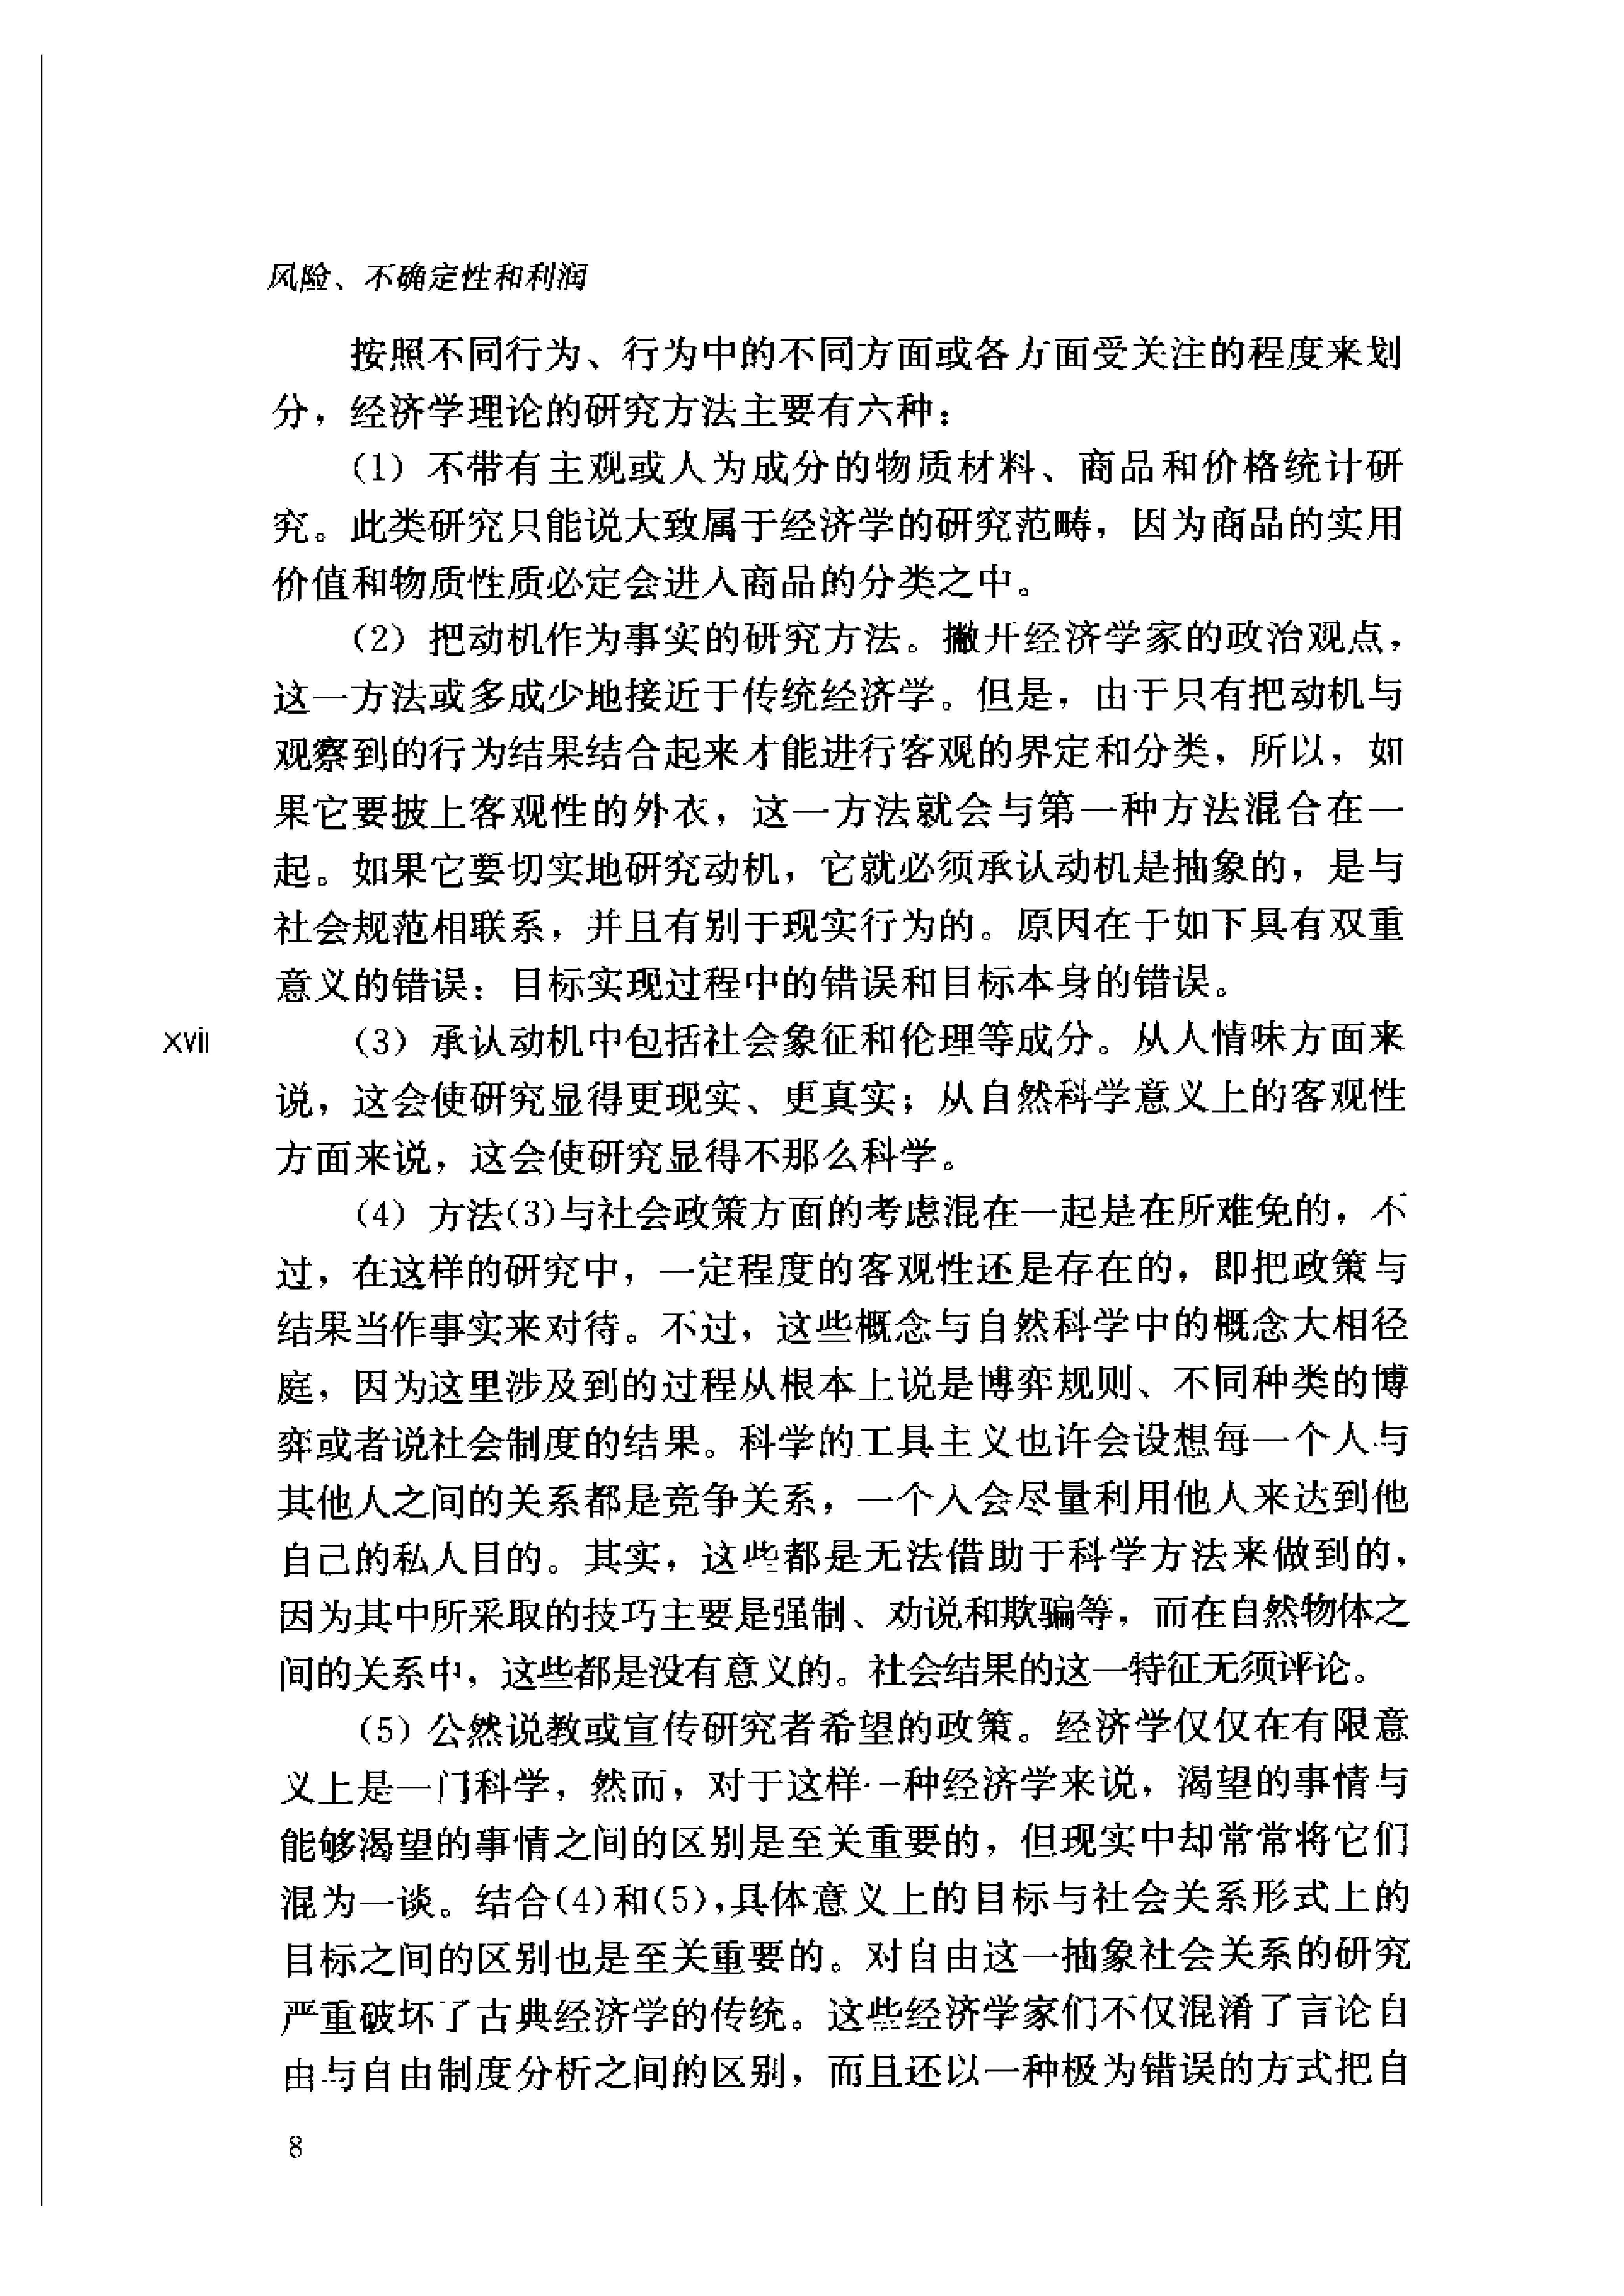 风险、不确定性和利润
按照不同行为、行为中的不同方面或各方面受关注的程度来划
分，经济学理论的研究方法主要有六种：
（1）不带有主观或人为成分的物质材料、商品和价格统计研
究。此类研究只能说大致属于经济学的研究范畴，因为商品的实用
价值和物质性质必定会进入商品的分类之中。
（2）把动机作为事实的研究方法。撇开经济学家的政治观点，
这一方法或多成少地接近于传统经济学。但是，由于只有把动机与
观察到的行为结果结合起来才能进行客观的界定和分类，所以，如
果它要披上客观性的外衣，这一方法就会与第一种方法混合在一
起。如果它要切实地研究动机，它就必须承认动机是抽象的，是与
社会规范相联系，并且有别于现实行为的。原因在于如下具有双重
意义的错误：目标实现过程中的错误和目标本身的错误。
xvii
（3）承认动机中包括社会象征和伦理等成分。从人情味方面来
说，这会使研究显得更现实、更真实；从自然科学意义上的客观性
方面来说，这会使研究显得不那么科学。
（4）方法(3)与社会政策方面的考虑混在一起是在所难免的，不
过，在这样的研究中，一定程度的客观性还是存在的，即把政策与
结果当作事实来对待。不过，这些概念与自然科学中的概念大相径
庭，因为这里涉及到的过程从根本上说是博弈规则、不同种类的博
弈或者说社会制度的结果。科学的工具主义也许会设想每一个人与
其他人之间的关系都是竞争关系，一个人会尽量利用他人来达到他
自己的私人目的。其实，这些都是无法借助于科学方法来做到的，
因为其中所采取的技巧主要是强制、劝说和欺骗等，而在自然物体之
间的关系中，这些都是没有意义的。社会结果的这一特征无须评论。
（5）公然说教或宣传研究者希望的政策。经济学仅仅在有限意
义上是一门科学，然而，对于这样一种经济学来说，渴望的事情与
能够渴望的事情之间的区别是至关重要的，但现实中却常常将它们
混为一谈。结合(4)和(5)，具体意义上的目标与社会关系形式上的
目标之间的区别也是至关重要的。对自由这一抽象社会关系的研究
严重破坏了古典经济学的传统。这些经济学家们不仅混淆了言论自
由与自由制度分析之间的区别，而且还以一种极为错误的方式把自
8